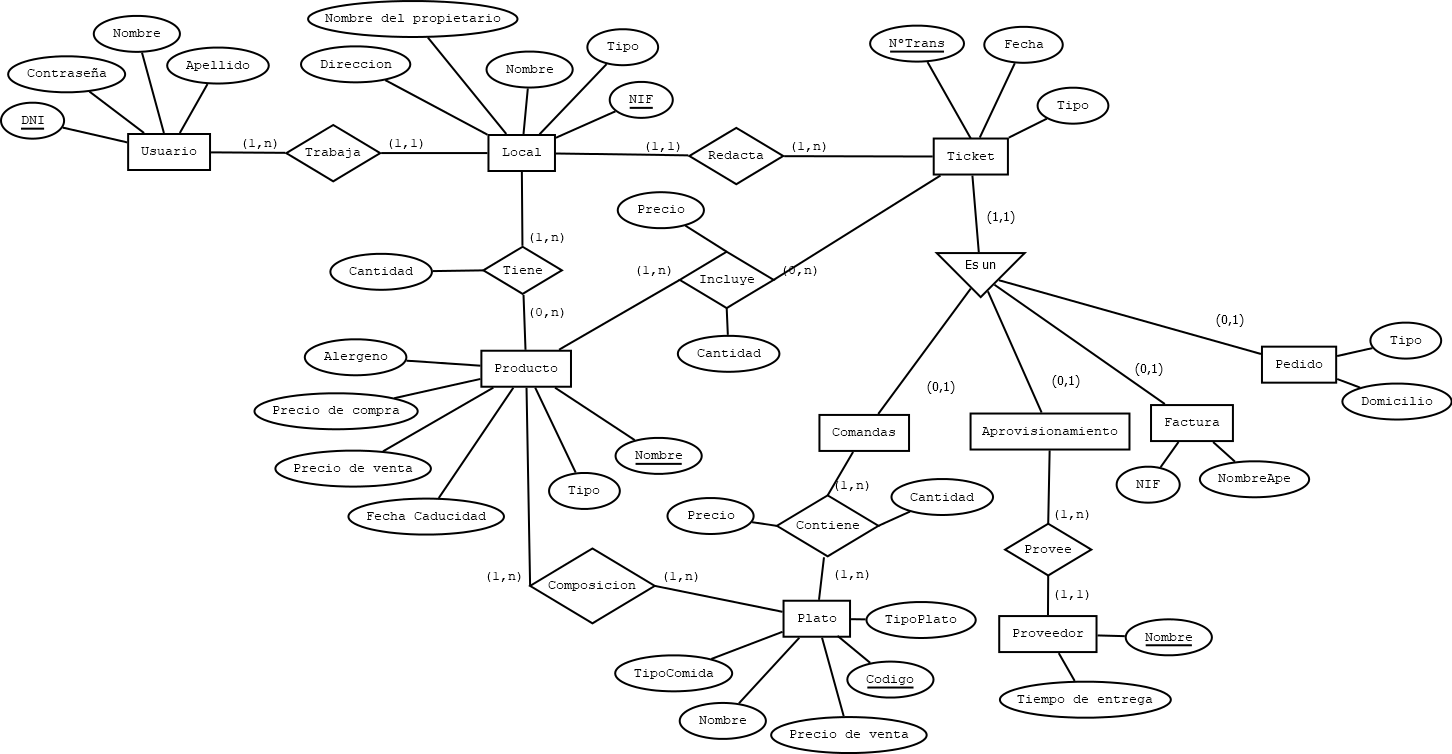 Nombre del propietario
Nombre
N°Trans
Fecha
Tipo
Contraseña
Apellido
Direccion
Nombre
NIF
Tipo
DNI
Usuario
(1,n)
Trabaja
(1,1)
Local
(1,1)
Redacta
(1,n)
Ticket
Precio
(1,1)
(1,n)
Cantidad
Tiene
(1,n)
Incluye
(0,n)
Es un
(0,n)
(0,1)
Tipo
Alergeno
Producto
Cantidad
Pedido
(0,1)
(0,1)
(0,1)
Domicilio
Precio de compra
Comandas
Aprovisionamiento
Factura
Precio de venta
Nombre
NIF
NombreApe
Tipo
(1,n)
Cantidad
Fecha Caducidad
Precio
Contiene
(1,n)
Provee
(1,n)
Composicion
(1,n)
(1,n)
(1,1)
Plato
TipoPlato
Proveedor
Nombre
TipoComida
Codigo
Tiempo de entrega
Nombre
Precio de venta